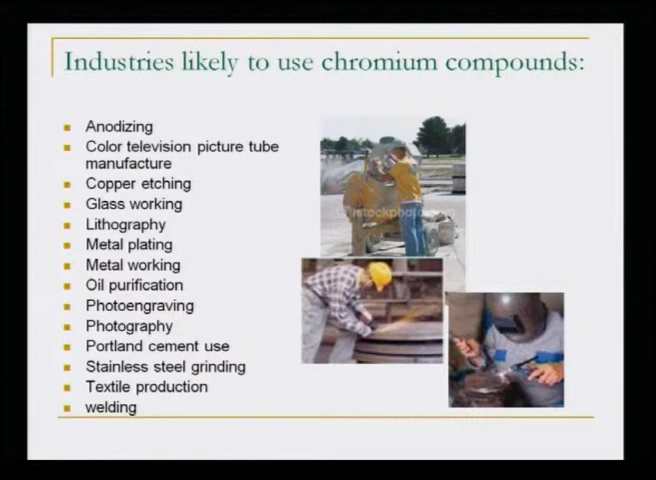 Industries likely to use chromium compounds:
Anodizing
Color television picture tube
manufacture
Copper etching
Glass working
Lithography
Metal plating
Metal working
Oil purification
Photoengraving
Photography
Portland cement use
Stainless steel grinding
Textile production
welding